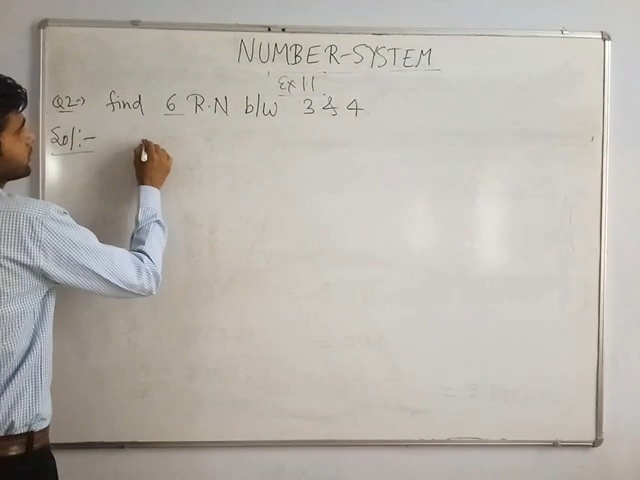 NUMBER-SYSTEM
Ex 1.1
Q2:-> find 6 R.N b/w 3 & 4
Sol:-